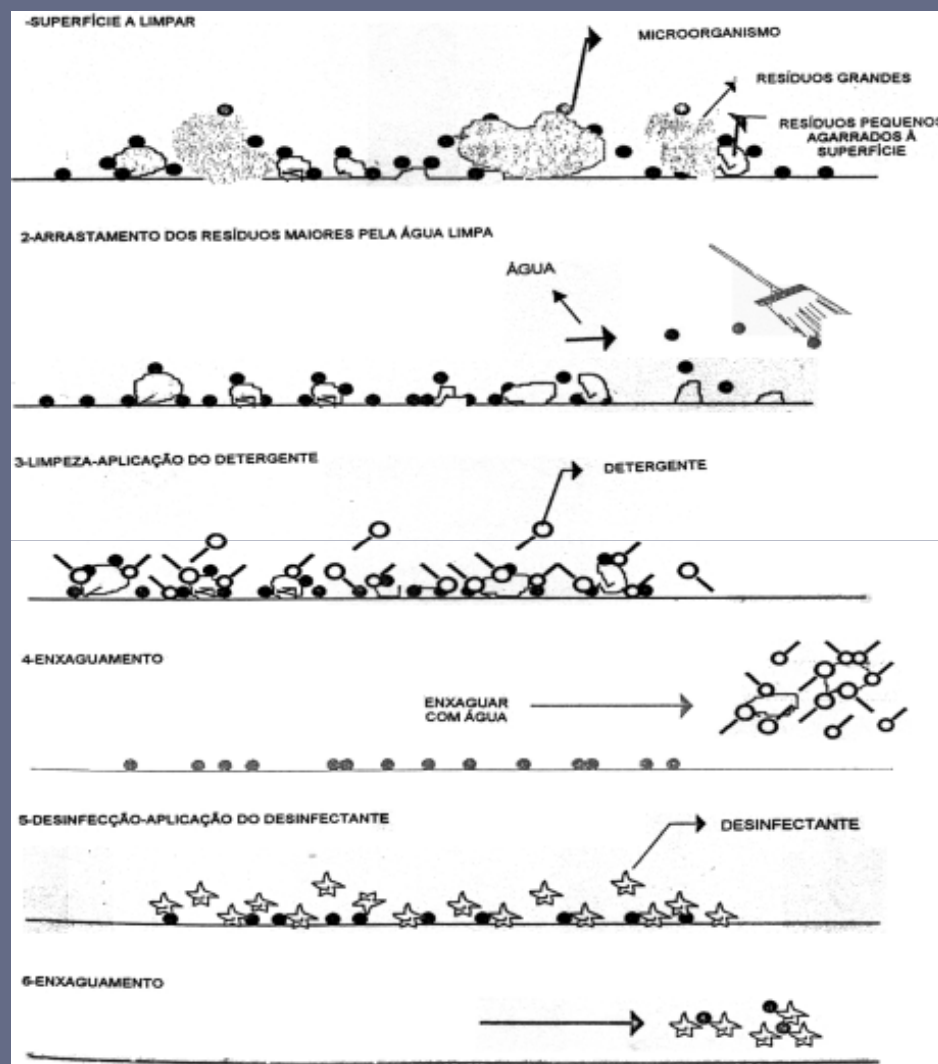 -SUPERFÍCIE A LIMPAR
MICROORGANISMO
RESÍDUOS GRANDES
RESÍDUOS PEQUENOS
AGARRADOS À
SUPERFÍCIE
2-ARRASTAMENTO DOS RESÍDUOS MAIORES PELA ÁGUA LIMPA
ÁGUA
3-LIMPEZA-APLICAÇÃO DO DETERGENTE
DETERGENTE
4-ENXAGUAMENTO
ENXAGUAR
COM ÁGUA
5-DESINFECÇÃO-APLICAÇÃO DO DESINFECTANTE
DESINFECTANTE
6-ENXAGUAMENTO